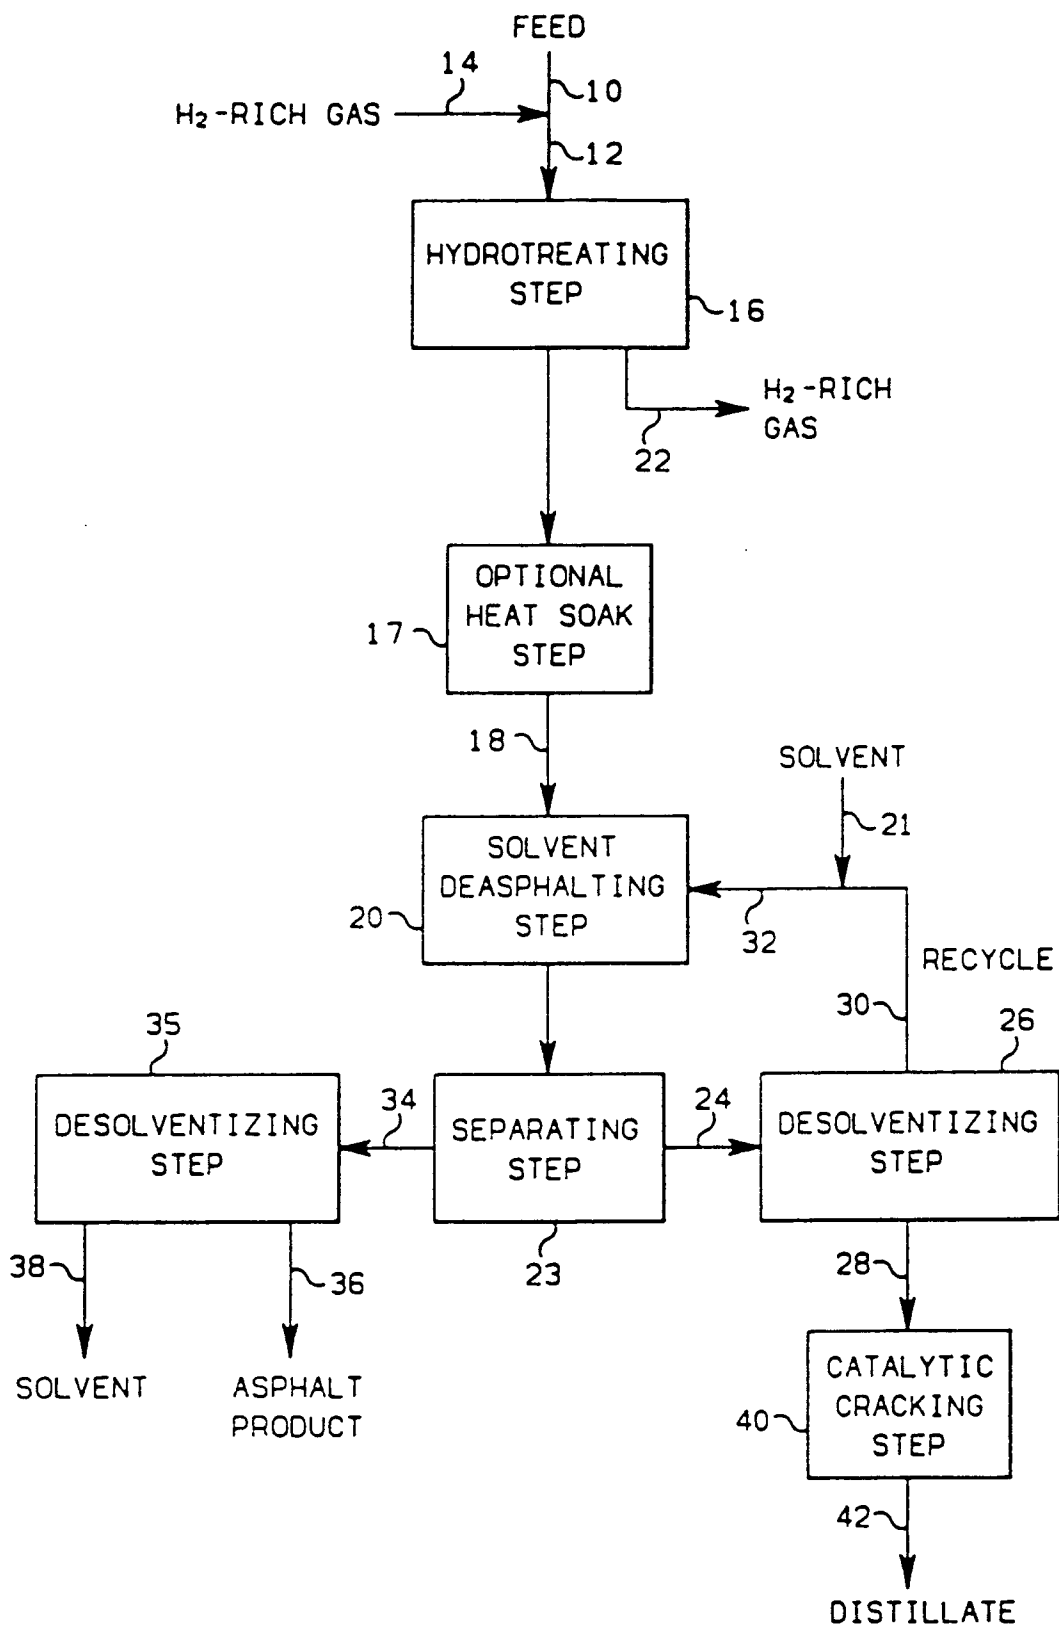 FEED
14
10
H₂-RICH GAS
12
HYDROTREATING
STEP
16
H₂-RICH
GAS
22
OPTIONAL
HEAT SOAK
STEP
17
18
SOLVENT
21
SOLVENT
DEASPHALTING
STEP
20
32
RECYCLE
30
35
26
34
24
DESOLVENTIZING
STEP
SEPARATING
STEP
DESOLVENTIZING
STEP
38
36
23
28
SOLVENT
ASPHALT
PRODUCT
CATALYTIC
CRACKING
STEP
40
42
DISTILLATE